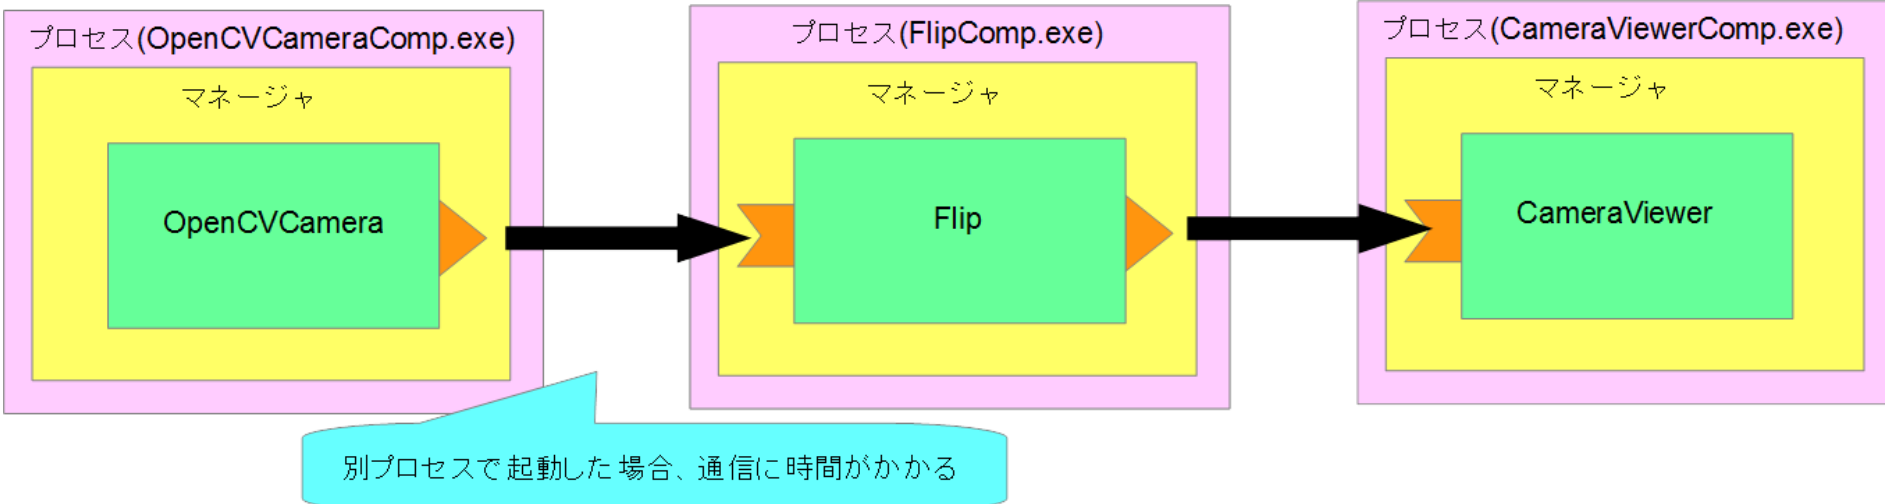 プロセス(OpenCVCameraComp.exe)
マネージャ
OpenCVCamera
プロセス(FlipComp.exe)
マネージャ
Flip
プロセス(CameraViewerComp.exe)
マネージャ
CameraViewer
別プロセスで起動した場合、通信に時間がかかる